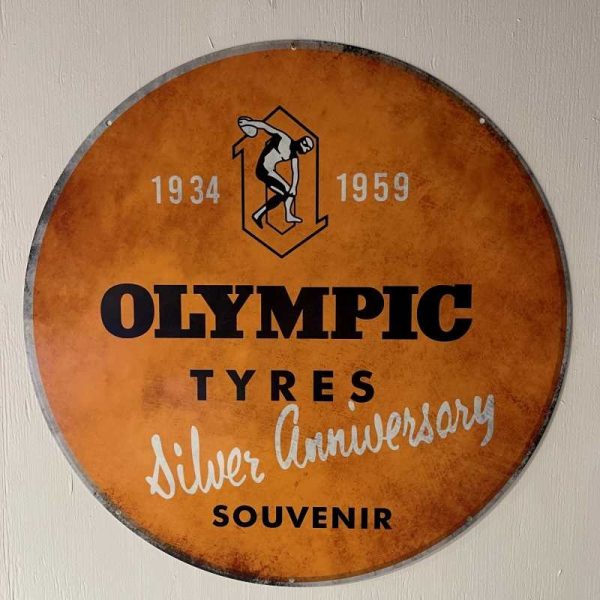 1934 1959
OLYMPIC
TYRES
Silver Anniversary
SOUVENIR